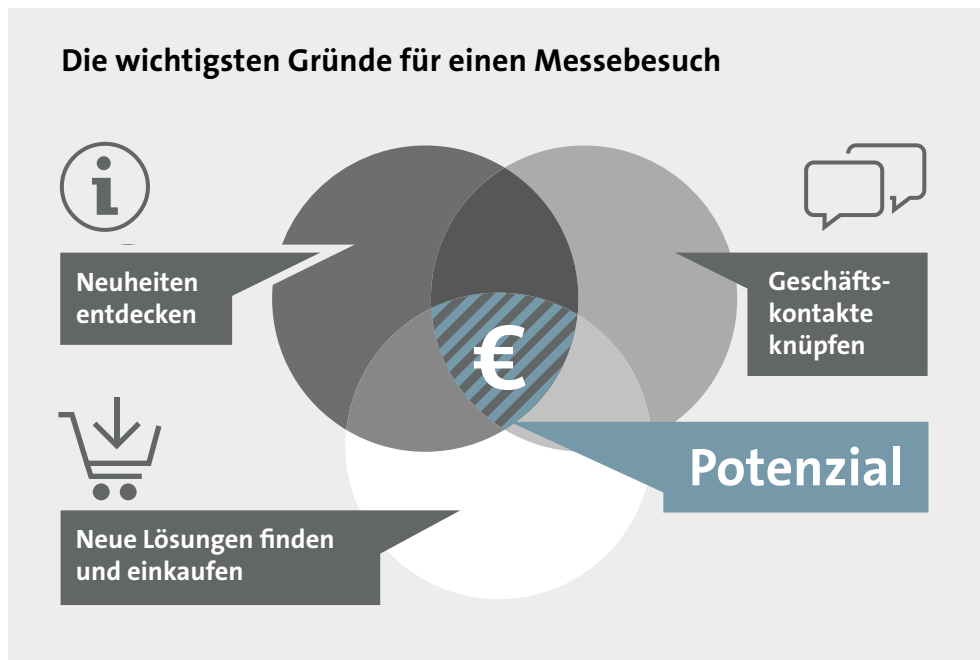 Die wichtigsten Gründe für einen Messebesuch
Neuheiten
entdecken
Geschäfts-
kontakte
knüpfen
€
Potenzial
Neue Lösungen finden
und einkaufen